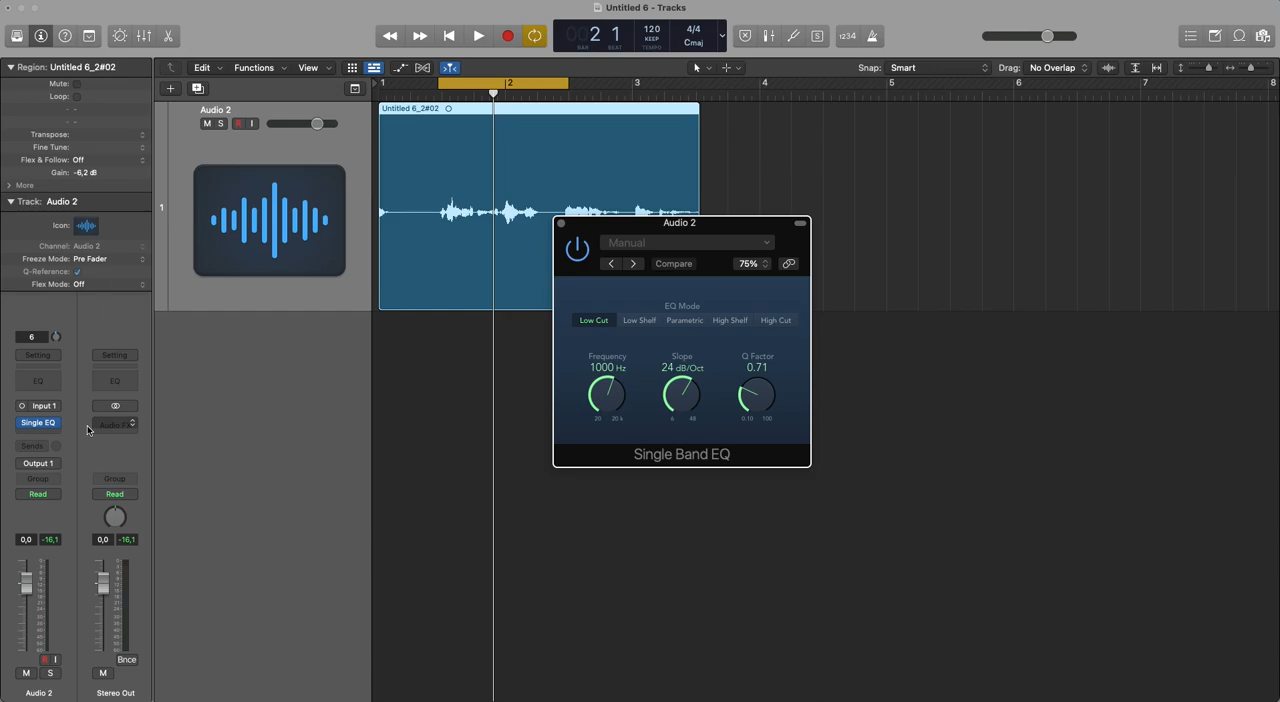 Untitled 6 - Tracks
2 1
BAR BEAT
120
KEEP
TEMPO
4/4
Cmaj
1234
Region: Untitled 6_2#02
Mute:
Loop:
Transpose:
Fine Tune:
Flex & Follow: Off
Gain: -6,2 dB
More
Track: Audio 2
Icon:
Channel: Audio 2
Freeze Mode: Pre Fader
Q-Reference:
Flex Mode: Off
Edit Functions View
Snap: Smart
Drag: No Overlap
1 2 3 4 5 6 7 8
Audio 2
M S R I
1
Untitled 6_2#02
Audio 2
Manual
Compare
75%
EQ Mode
Low Cut Low Shelf Parametric High Shelf High Cut
Frequency Slope Q Factor
1000 Hz 24 dB/Oct 0.71
20 20 k 6 48 0.10 100
Single Band EQ
6
Setting Setting
EQ EQ
Input 1
Single EQ Audio FX
Sends
Output 1
Group Group
Read Read
0,0 -16,1 0,0 -16,1
R I Bnce
M S M
Audio 2 Stereo Out